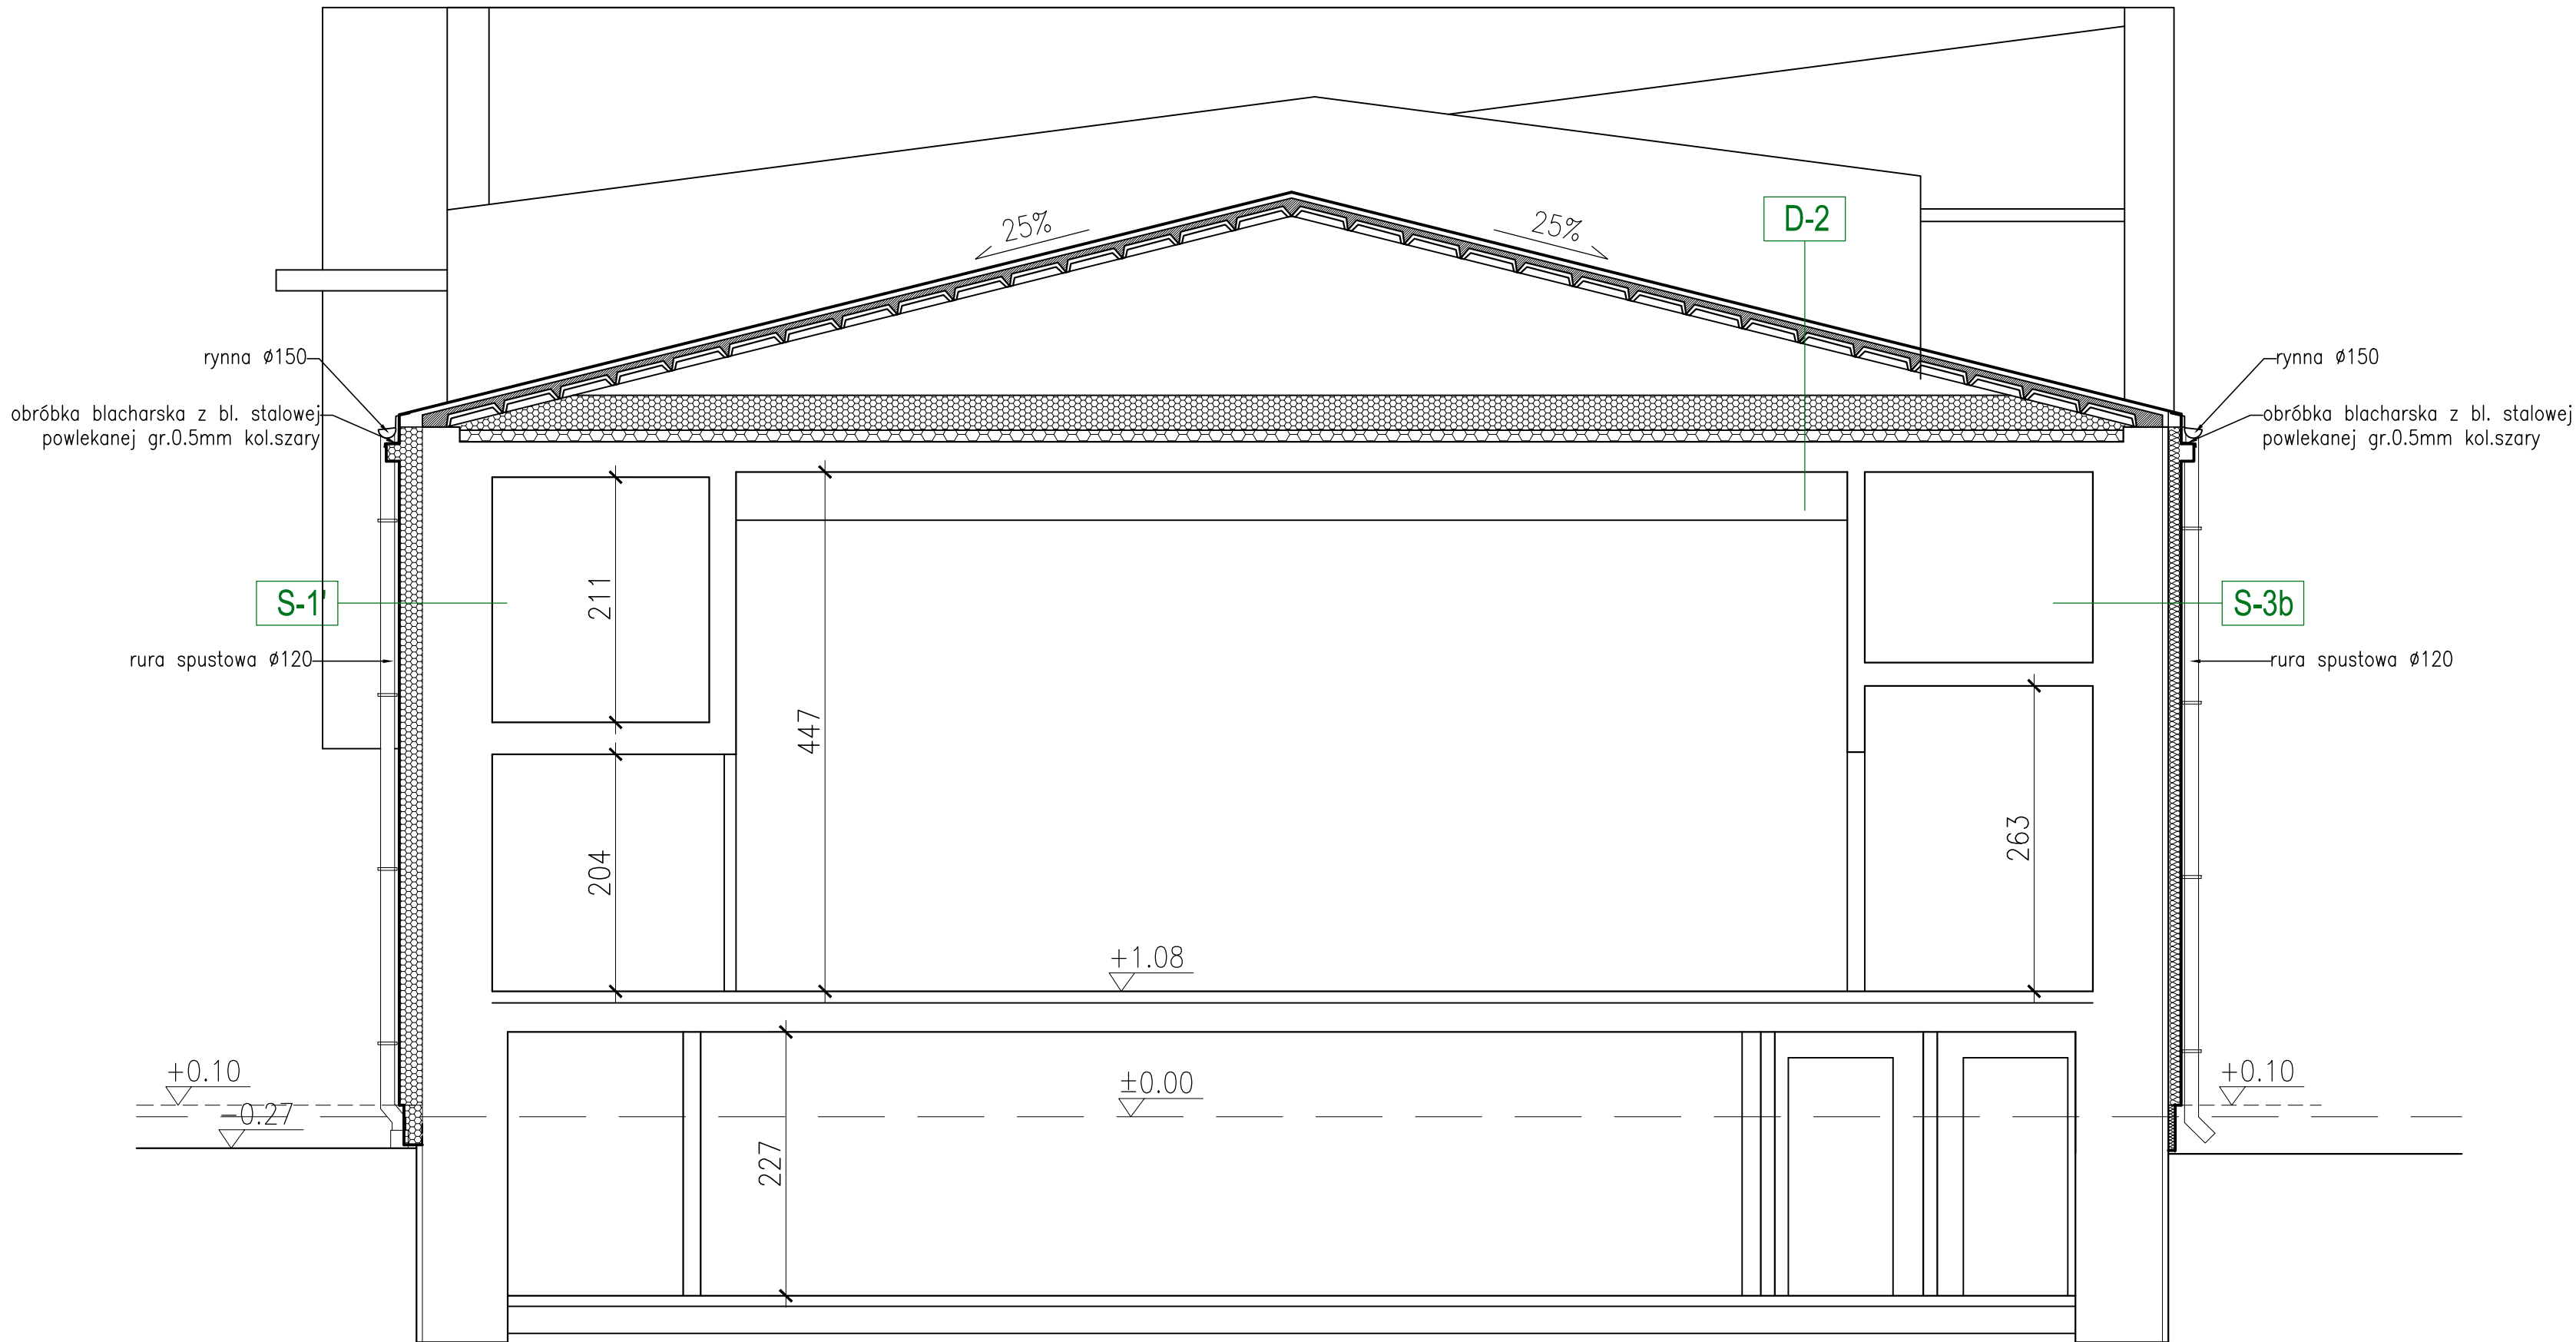 25%
25%
D-2
rynna ø150
rynna ø150
obróbka blacharska z bl. stalowej
powlekanej gr.0.5mm kol.szary
obróbka blacharska z bl. stalowej
powlekanej gr.0.5mm kol.szary
S-1'
211
S-3b
rura spustowa ø120
rura spustowa ø120
447
204
263
+1.08
+0.10
±0.00
+0.10
-0.27
227